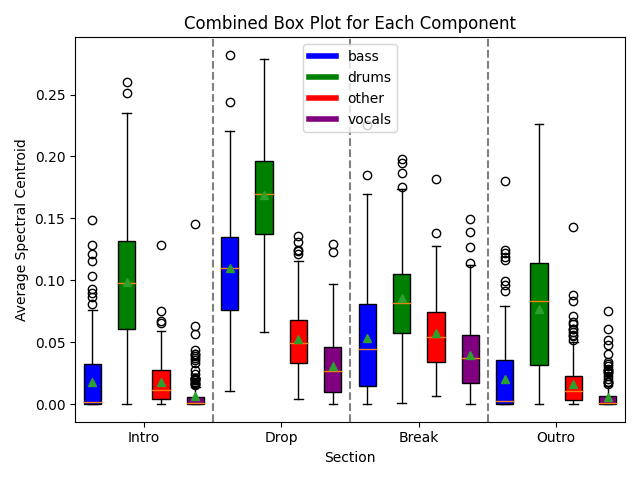 Combined Box Plot for Each Component
bass
drums
other
vocals
Average Spectral Centroid
0.25
0.20
0.15
0.10
0.05
0.00
Intro
Drop
Break
Outro
Section